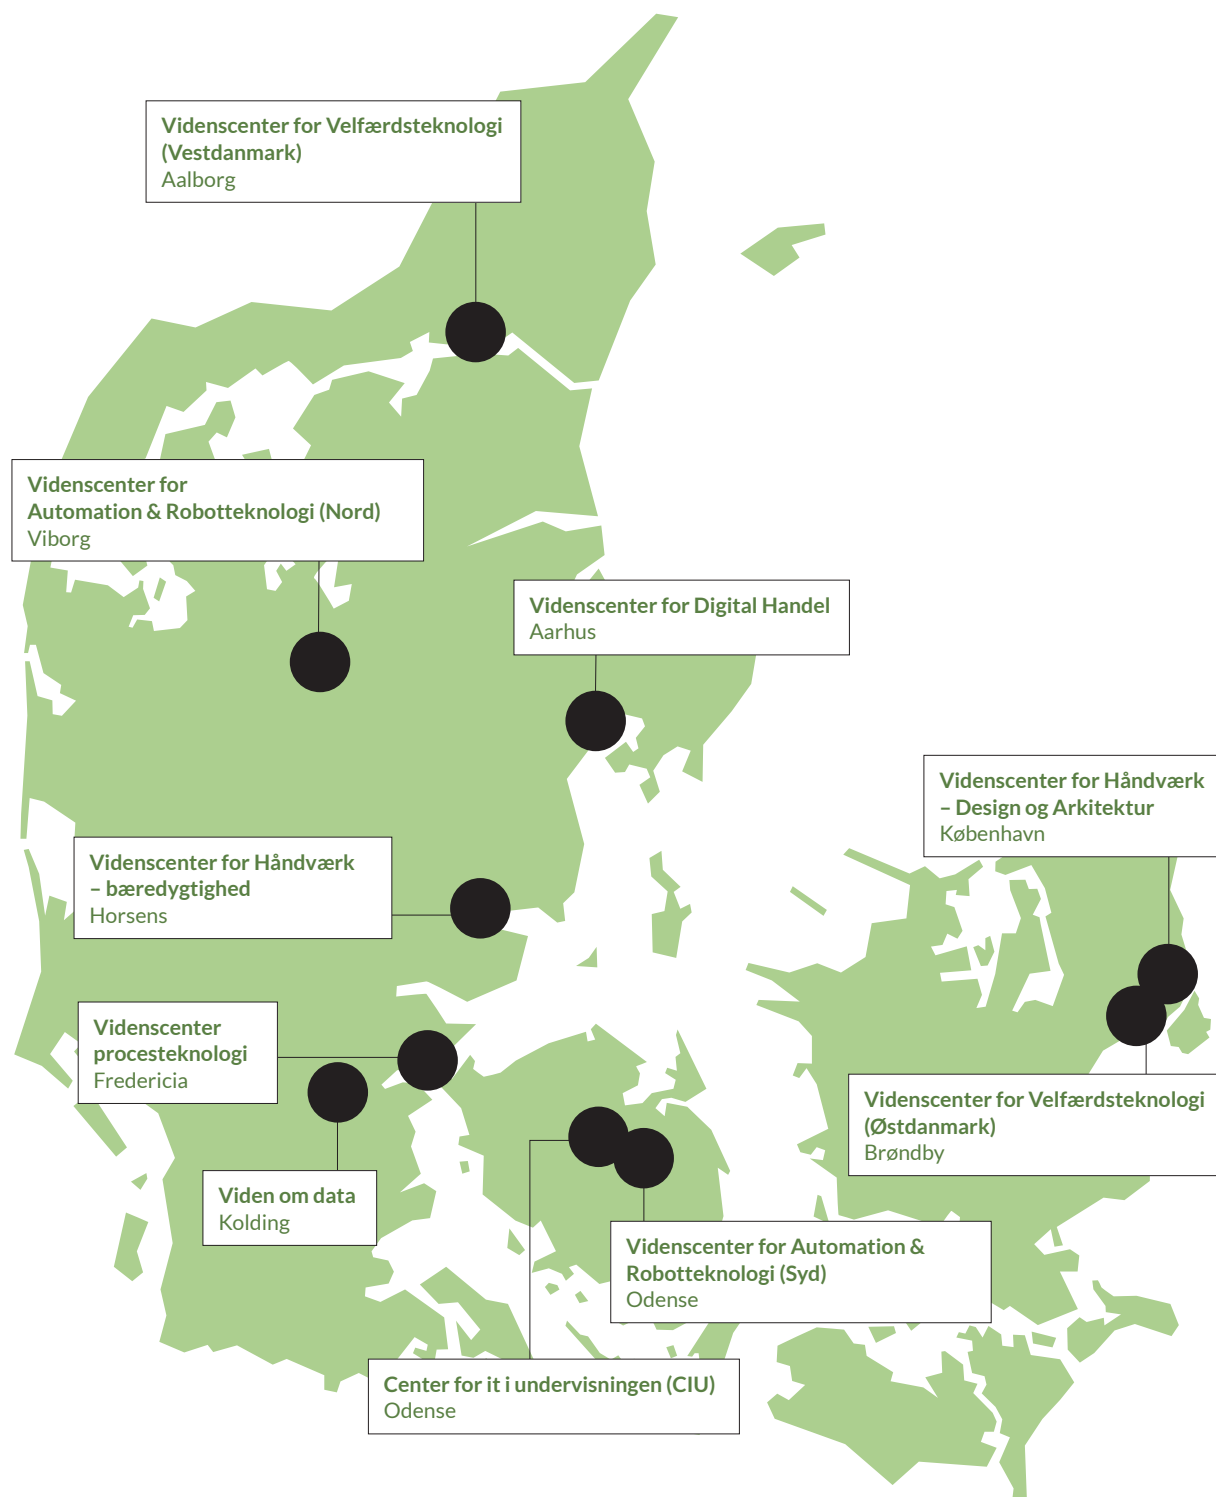 Videnscenter for Velfærdsteknologi
(Vestdanmark)
Aalborg
Videnscenter for
Automation & Robotteknologi (Nord)
Viborg
Videnscenter for Digital Handel
Aarhus
Videnscenter for Håndværk
– Design og Arkitektur
København
Videnscenter for Håndværk
– bæredygtighed
Horsens
Videnscenter
procesteknologi
Fredericia
Videnscenter for Velfærdsteknologi
(Østdanmark)
Brøndby
Viden om data
Kolding
Videnscenter for Automation &
Robotteknologi (Syd)
Odense
Center for it i undervisningen (CIU)
Odense